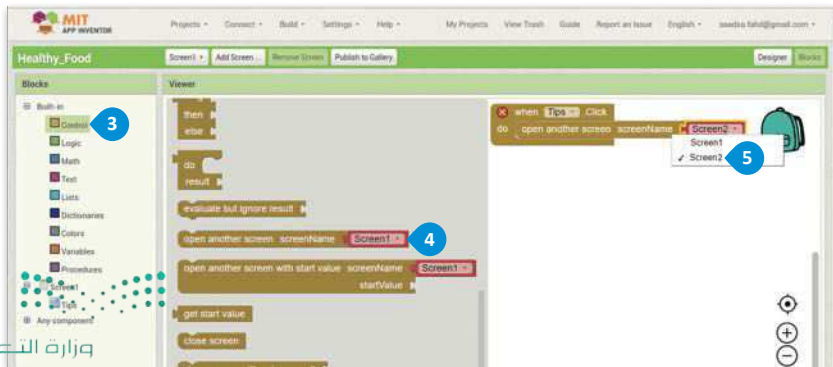 MIT
APP INVENTOR
Projects Connect Build Settings Help My Projects View Trash Guide Report an Issue English
Healthy_Food Screen1 Add Screen ... Remove Screen Publish to Gallery Designer Blocks
Blocks Viewer
Built-in
Control 3
Logic
Math
Text
Lists
Dictionaries
Colors
Variables
Procedures
Screen1
Tips
Any component
then
else
do
result
evaluate but ignore result
open another screen screenName Screen1 4
open another screen with start value screenName Screen1
startValue
get start value
close screen
when Tips Click
do open another screen screenName Screen2
Screen1
✓ Screen2 5
وزارة التـ